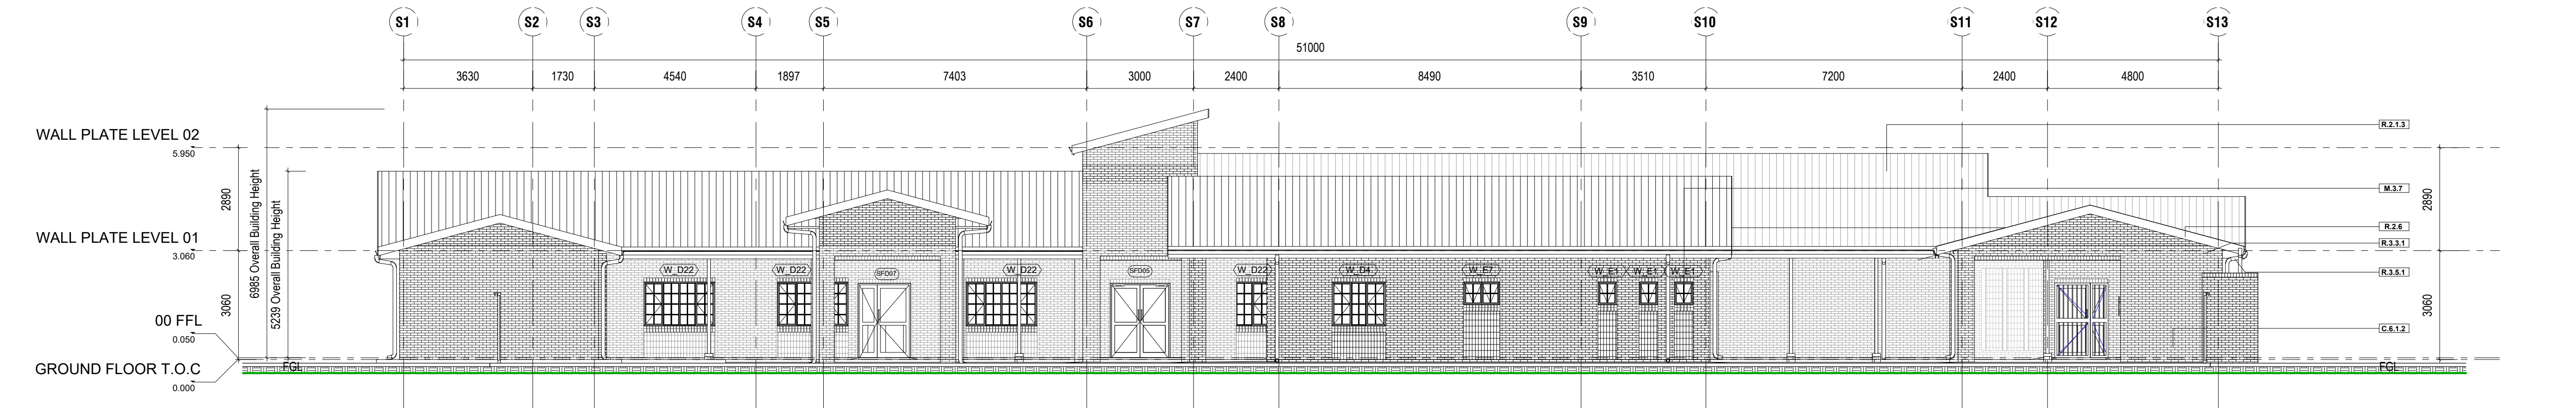 S1 S2 S3 S4 S5 S6 S7 S8 S9 S10 S11 S12 S13
51000
3630 1730 4540 1897 7403 3000 2400 8490 3510 7200 2400 4800
R.2.1.3
WALL PLATE LEVEL 02
5.950
M.3.7
2890
2890
6985 Overall Building Height
5239 Overall Building Height
R.2.6
WALL PLATE LEVEL 01
3.060
R.3.3.1
W_D22 W_D22 SFD07 W_D22 SFD05 W_D22 W_D4 W_E7 W_E1 W_E1 W_E1
R.3.5.1
3060
3060
00 FFL
0.050
C.6.1.2
GROUND FLOOR T.O.C
0.000
FGL
FGL